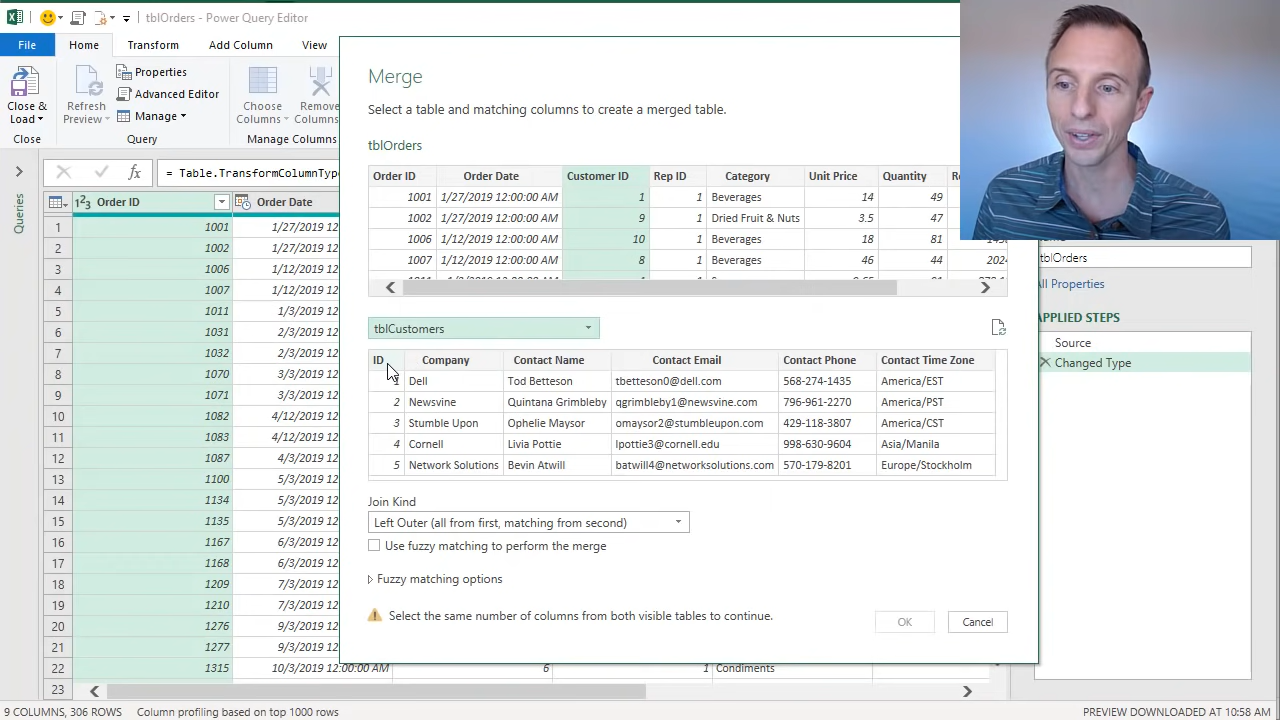 tblOrders - Power Query Editor
File Home Transform Add Column View
Close & Load
Refresh Preview
Properties
Advanced Editor
Manage
Choose Columns
Remove Columns
Close Query Manage Columns
Queries
fx = Table.TransformColumnType
Order ID Order Date
1 1001 1/27/2019 12
2 1002 1/27/2019 12
3 1006 1/12/2019 12
4 1007 1/12/2019 12
5 1011 1/3/2019 12
6 1031 2/3/2019 12
7 1032 2/3/2019 12
8 1070 3/3/2019 12
9 1071 3/3/2019 12
10 1082 4/12/2019 12
11 1083 4/12/2019 12
12 1087 4/3/2019 12
13 1100 5/3/2019 12
14 1134 5/3/2019 12
15 1135 5/3/2019 12
16 1167 6/3/2019 12
17 1168 6/3/2019 12
18 1209 7/3/2019 12
19 1210 7/3/2019 12
20 1276 9/3/2019 12
21 1277 9/3/2019 12
22 1315 10/3/2019 12:00:00 AM 6 1 Condiments
23
Merge
Select a table and matching columns to create a merged table.
tblOrders
Order ID Order Date Customer ID Rep ID Category Unit Price Quantity
1001 1/27/2019 12:00:00 AM 1 1 Beverages 14 49
1002 1/27/2019 12:00:00 AM 9 1 Dried Fruit & Nuts 3.5 47
1006 1/12/2019 12:00:00 AM 10 1 Beverages 18 81
1007 1/12/2019 12:00:00 AM 8 1 Beverages 46 44 2024
tblCustomers
ID Company Contact Name Contact Email Contact Phone Contact Time Zone
1 Dell Tod Betteson tbetteson0@dell.com 568-274-1435 America/EST
2 Newsvine Quintana Grimbleby qgrimbleby1@newsvine.com 796-961-2270 America/PST
3 Stumble Upon Ophelie Maysor omaysor2@stumbleupon.com 429-118-3807 America/CST
4 Cornell Livia Pottie lpottie3@cornell.edu 998-630-9604 Asia/Manila
5 Network Solutions Bevin Atwill batwill4@networksolutions.com 570-179-8201 Europe/Stockholm
Join Kind
Left Outer (all from first, matching from second)
Use fuzzy matching to perform the merge
Fuzzy matching options
Select the same number of columns from both visible tables to continue.
OK Cancel
tblOrders
All Properties
APPLIED STEPS
Source
Changed Type
9 COLUMNS, 306 ROWS Column profiling based on top 1000 rows PREVIEW DOWNLOADED AT 10:58 AM